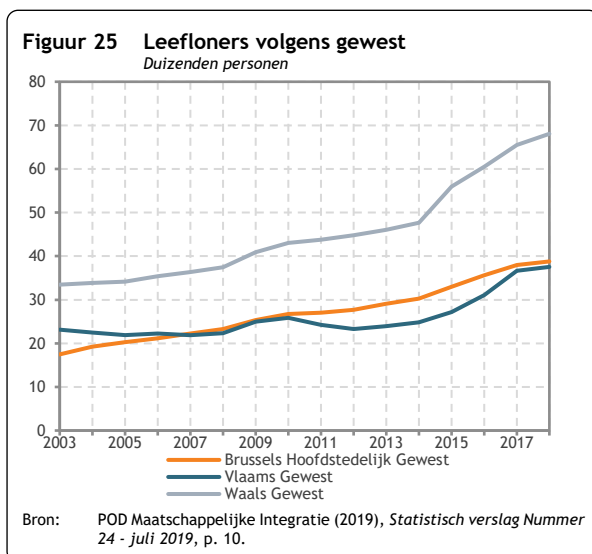 Figuur 25 Leefloners volgens gewest
Duizenden personen
80
70
60
50
40
30
20
10
0
2003 2005 2007 2009 2011 2013 2015 2017
Brussels Hoofdstedelijk Gewest
Vlaams Gewest
Waals Gewest
Bron: POD Maatschappelijke Integratie (2019), Statistisch verslag Nummer
24 - juli 2019, p. 10.